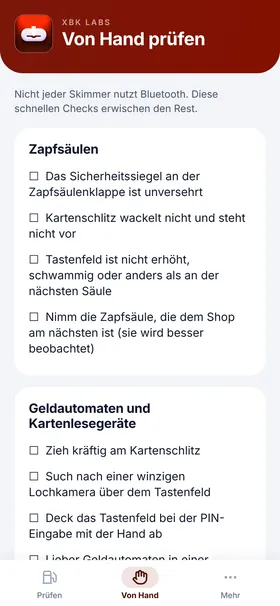 XBK LABS
Von Hand prüfen
Nicht jeder Skimmer nutzt Bluetooth. Diese
schnellen Checks erwischen den Rest.
Zapfsäulen
☐ Das Sicherheitssiegel an der
Zapfsäulenklappe ist unversehrt
☐ Kartenschlitz wackelt nicht und steht
nicht vor
☐ Tastenfeld ist nicht erhöht,
schwammig oder anders als an der
nächsten Säule
☐ Nimm die Zapfsäule, die dem Shop
am nächsten ist (sie wird besser
beobachtet)
Geldautomaten und
Kartenlesegeräte
☐ Zieh kräftig am Kartenschlitz
☐ Such nach einer winzigen
Lochkamera über dem Tastenfeld
☐ Deck das Tastenfeld bei der PIN-
Eingabe mit der Hand ab
☐ Lieber Geldautomaten in einer
Prüfen
Von Hand
Mehr